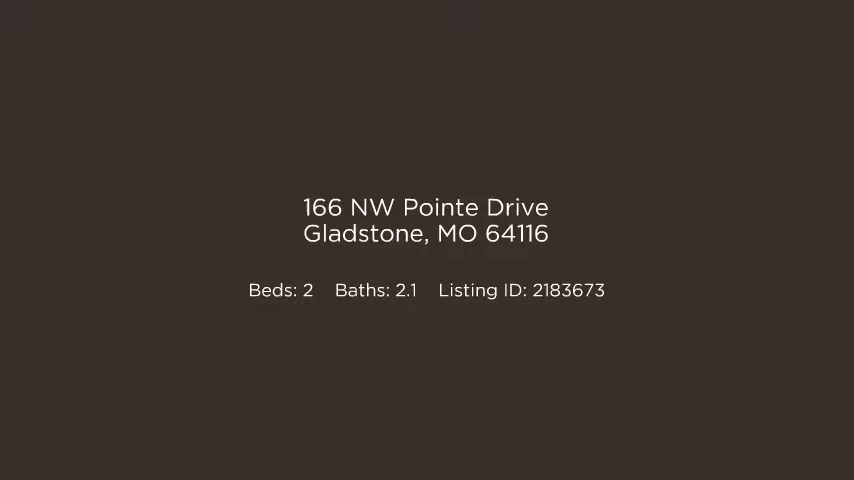 166 NW Pointe Drive
Gladstone, MO 64116
Beds: 2 Baths: 2.1 Listing ID: 2183673